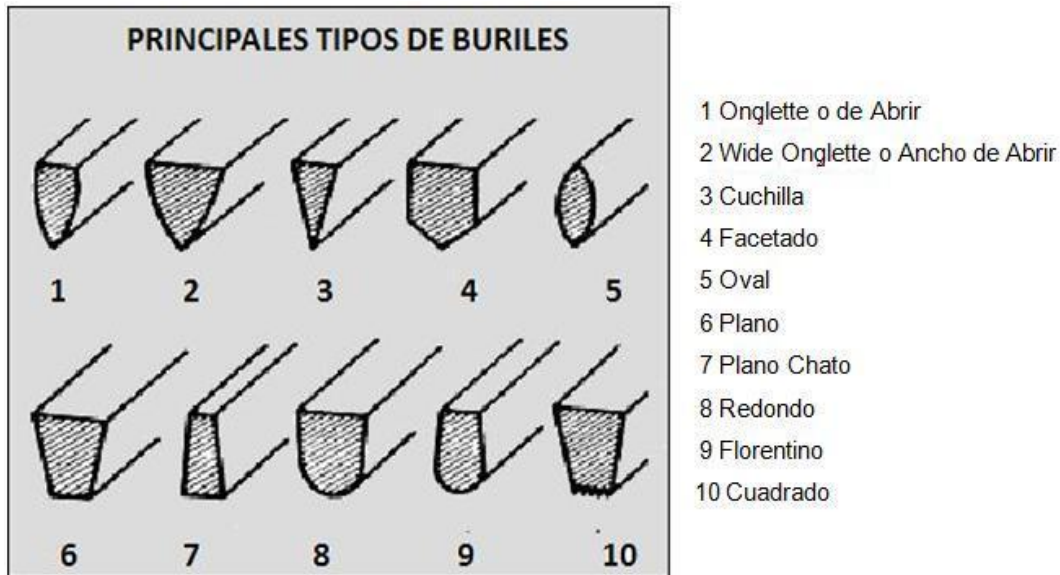 PRINCIPALES TIPOS DE BURILES
1 2 3 4 5
6 7 8 9 10
1 Onglette o de Abrir
2 Wide Onglette o Ancho de Abrir
3 Cuchilla
4 Facetado
5 Oval
6 Plano
7 Plano Chato
8 Redondo
9 Florentino
10 Cuadrado